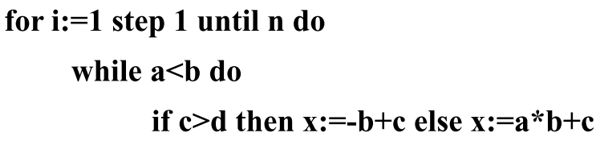 for i:=1 step 1 until n do
while a<b do
if c>d then x:=-b+c else x:=a*b+c